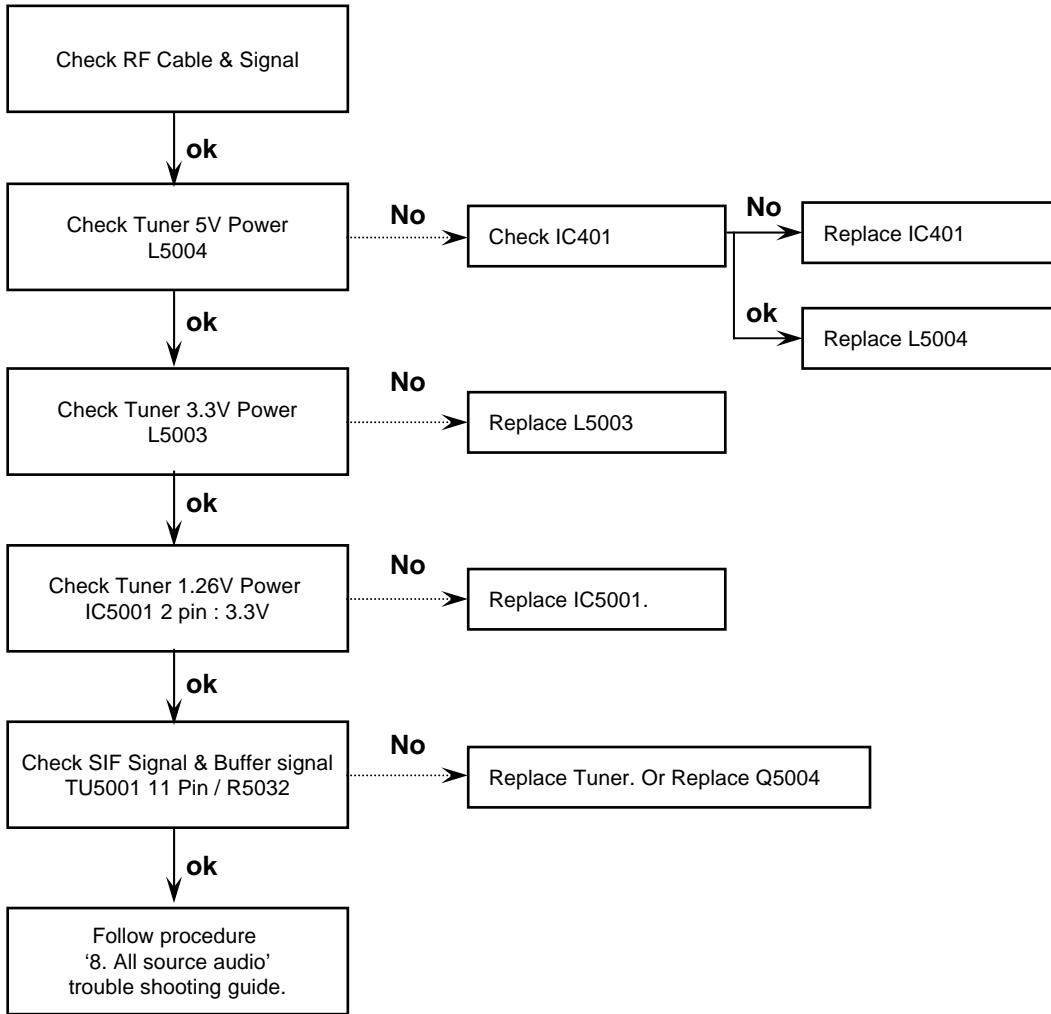 Check RF Cable & Signal
ok
Check Tuner 5V Power
L5004
No
Check IC401
No
Replace IC401
ok
Replace L5004
ok
Check Tuner 3.3V Power
L5003
No
Replace L5003
ok
Check Tuner 1.26V Power
IC5001 2 pin : 3.3V
No
Replace IC5001.
ok
Check SIF Signal & Buffer signal
TU5001 11 Pin / R5032
No
Replace Tuner. Or Replace Q5004
ok
Follow procedure
‘8. All source audio’
trouble shooting guide.